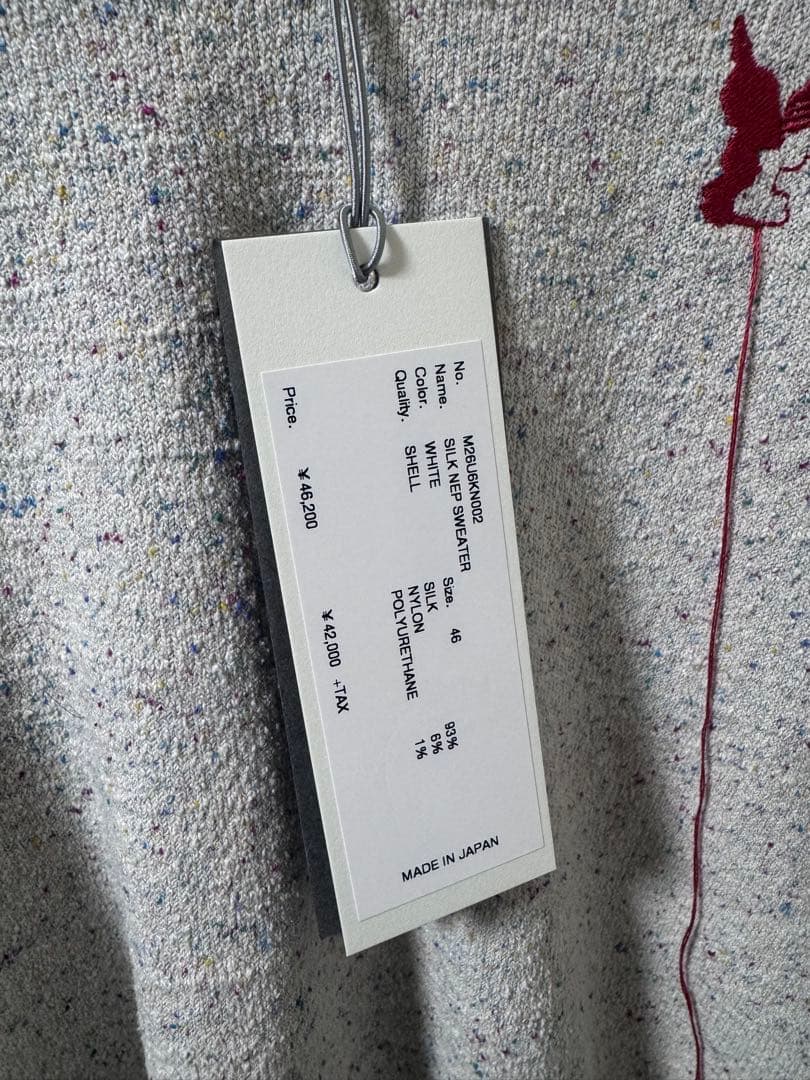 No. M26U6KN002
Name. SILK NEP SWEATER Size. 46
Color. WHITE
Quality. SHELL SILK 93%
NYLON 6%
POLYURETHANE 1%
Price. ¥46,200 ¥42,000 +TAX
MADE IN JAPAN